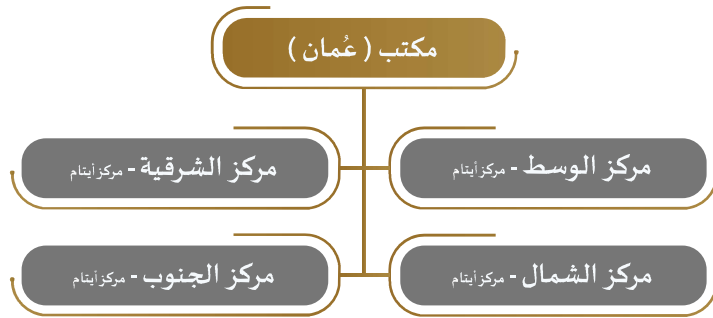 مكتب ( عُمان )
مركز الوسط - مركز أيتام
مركز الشرقية - مركز أيتام
مركز الشمال - مركز أيتام
مركز الجنوب - مركز أيتام